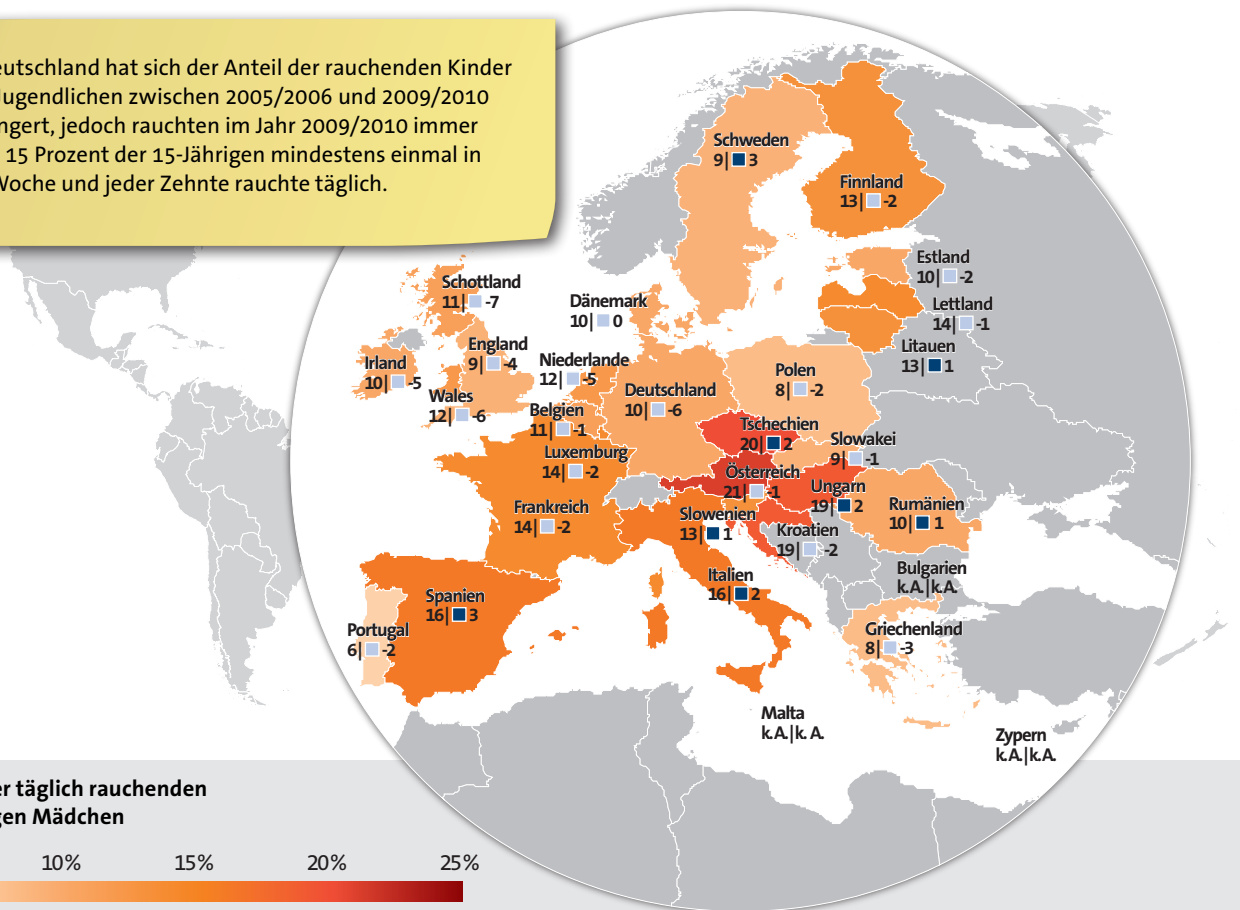 eutschland hat sich der Anteil der rauchenden Kinder
Jugendlichen zwischen 2005/2006 und 2009/2010
ngert, jedoch rauchten im Jahr 2009/2010 immer
15 Prozent der 15-Jährigen mindestens einmal in
Woche und jeder Zehnte rauchte täglich.
Schweden
9| 3
Finnland
13| -2
Estland
10| -2
Schottland
11| -7
Dänemark
10| 0
Lettland
14| -1
England
9| -4
Litauen
13| 1
Irland
10| -5
Niederlande
12| -5
Polen
8| -2
Deutschland
10| -6
Wales
12| -6
Belgien
11| -1
Tschechien
20| 2
Slowakei
9| -1
Luxemburg
14| -2
Österreich
21| -1
Ungarn
19| 2
Rumänien
10| 1
Frankreich
14| -2
Slowenien
13| 1
Kroatien
19| -2
Bulgarien
k.A.|k.A.
Italien
16| 2
Spanien
16| 3
Portugal
6| -2
Griechenland
8| -3
Malta
k.A.|k. A.
Zypern
k.A.|k.A.
er täglich rauchenden
gen Mädchen
10% 15% 20% 25%